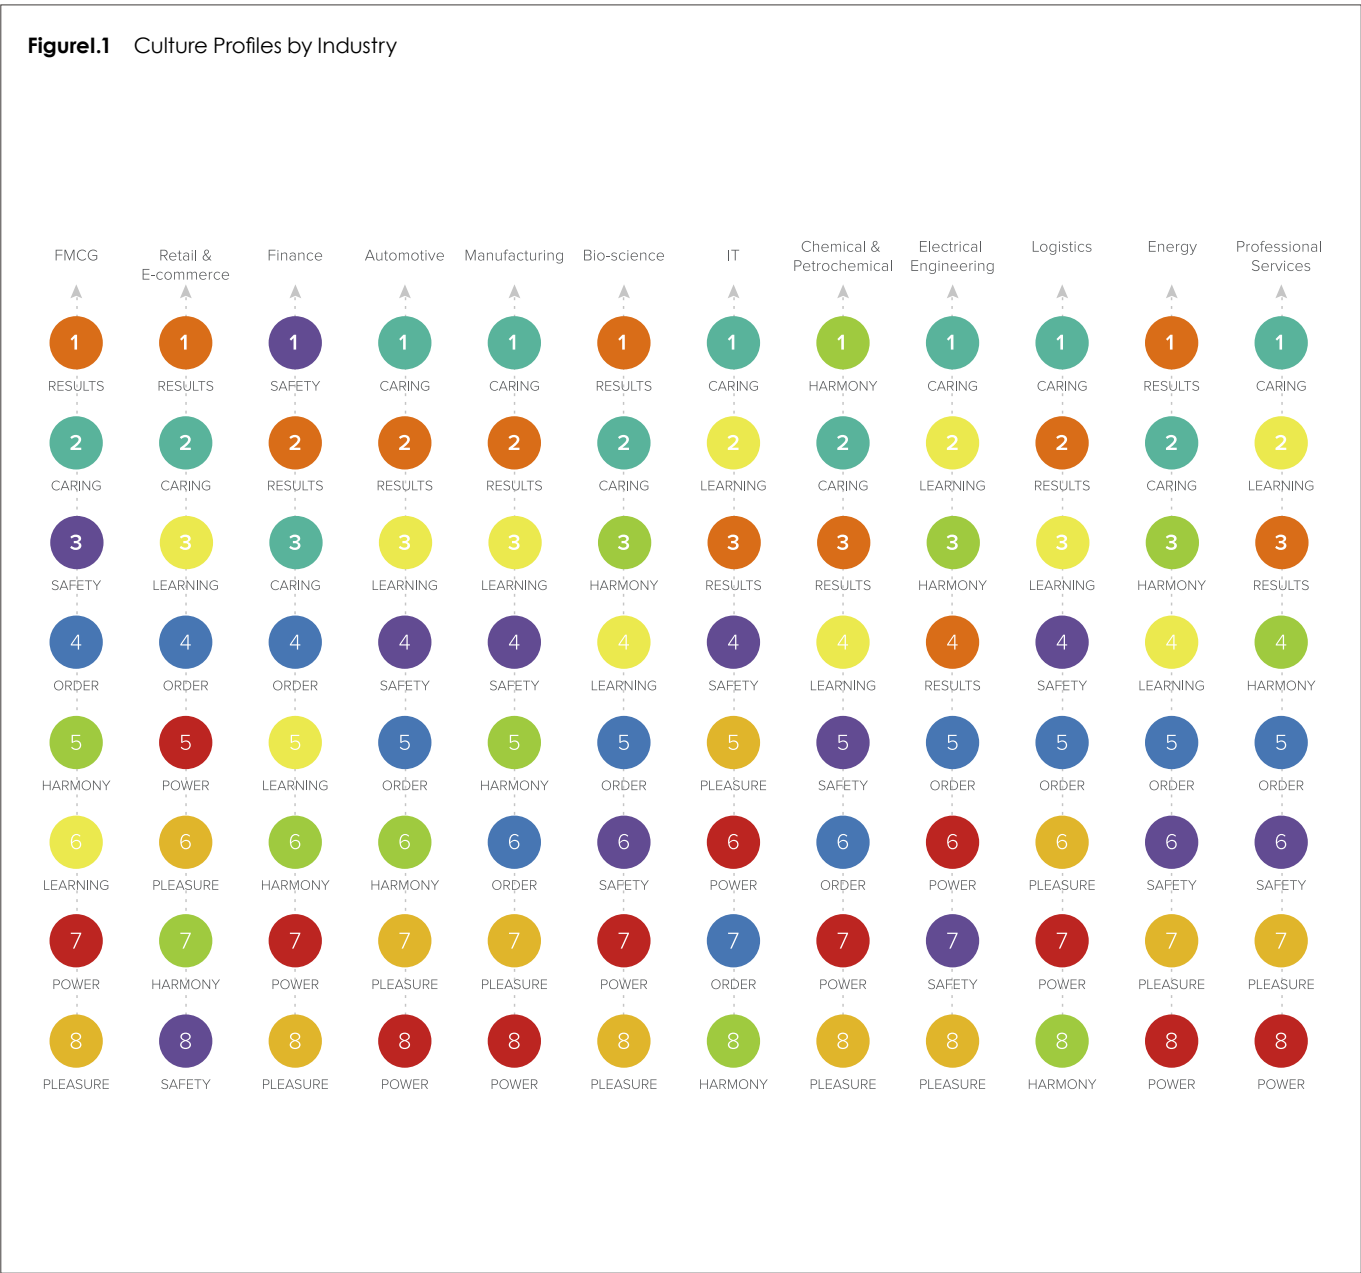 FigureI.1 Culture Profiles by Industry
FMCG Retail & E-commerce Finance Automotive Manufacturing Bio-science IT Chemical & Petrochemical Electrical Engineering Logistics Energy Professional Services
1 1 1 1 1 1 1 1 1 1 1 1
RESULTS RESULTS SAFETY CARING CARING RESULTS CARING HARMONY CARING CARING RESULTS CARING
2 2 2 2 2 2 2 2 2 2 2 2
CARING CARING RESULTS RESULTS RESULTS CARING LEARNING CARING LEARNING RESULTS CARING LEARNING
3 3 3 3 3 3 3 3 3 3 3 3
SAFETY LEARNING CARING LEARNING LEARNING HARMONY RESULTS RESULTS HARMONY LEARNING HARMONY RESULTS
4 4 4 4 4 4 4 4 4 4 4 4
ORDER ORDER ORDER SAFETY SAFETY LEARNING SAFETY LEARNING RESULTS SAFETY LEARNING HARMONY
5 5 5 5 5 5 5 5 5 5 5 5
HARMONY POWER LEARNING ORDER HARMONY ORDER PLEASURE SAFETY ORDER ORDER ORDER ORDER
6 6 6 6 6 6 6 6 6 6 6 6
LEARNING PLEASURE HARMONY HARMONY ORDER SAFETY POWER ORDER POWER PLEASURE SAFETY SAFETY
7 7 7 7 7 7 7 7 7 7 7 7
POWER HARMONY POWER PLEASURE PLEASURE POWER ORDER POWER SAFETY POWER PLEASURE PLEASURE
8 8 8 8 8 8 8 8 8 8 8 8
PLEASURE SAFETY PLEASURE POWER POWER PLEASURE HARMONY PLEASURE PLEASURE HARMONY POWER POWER